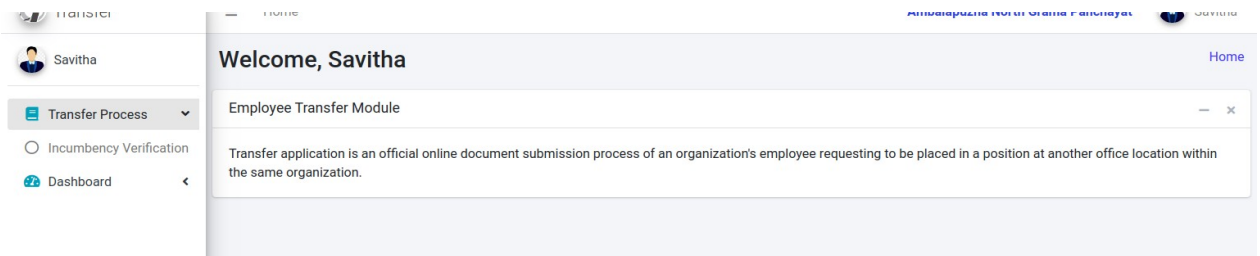 Transfer
Home
Ambalapuzha North Grama Panchayat
Savitha
Savitha
Welcome, Savitha
Home
Transfer Process
Incumbency Verification
Dashboard
Employee Transfer Module
Transfer application is an official online document submission process of an organization's employee requesting to be placed in a position at another office location within
the same organization.